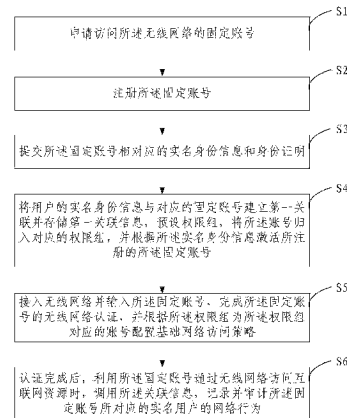 S1
申请访问所述无线网络的固定账号
S2
注册所述固定账号
S3
提交所述固定账号相对应的实名身份信息和身份证明
S4
将用户的实名身份信息与对应的固定账号建立第一关
联并存储第一关联信息，预设权限组，将所述账号归
入对应的权限组，并根据所述实名身份信息激活所注
册的所述固定账号
S5
接入无线网络并输入所述固定账号、完成所述固定账
号的无线网络认证、并根据所述权限组为所述权限组
对应的账号配置基础网络访问策略
S6
认证完成后，利用所述固定账号通过无线网络访问互
联网资源时，调用所述关联信息，记录并审计所述固
定账号所对应的实名用户的网络行为